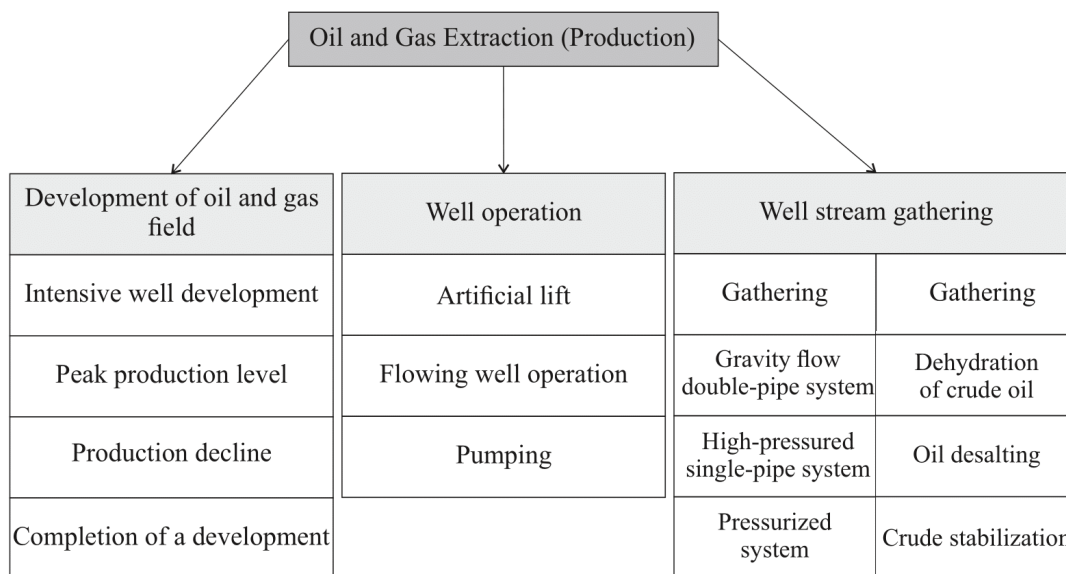 Oil and Gas Extraction (Production)
Development of oil and gas
field
Intensive well development
Peak production level
Production decline
Completion of a development
Well operation
Artificial lift
Flowing well operation
Pumping
Well stream gathering
Gathering
Gravity flow
double-pipe system
High-pressured
single-pipe system
Pressurized
system
Gathering
Dehydration
of crude oil
Oil desalting
Crude stabilization